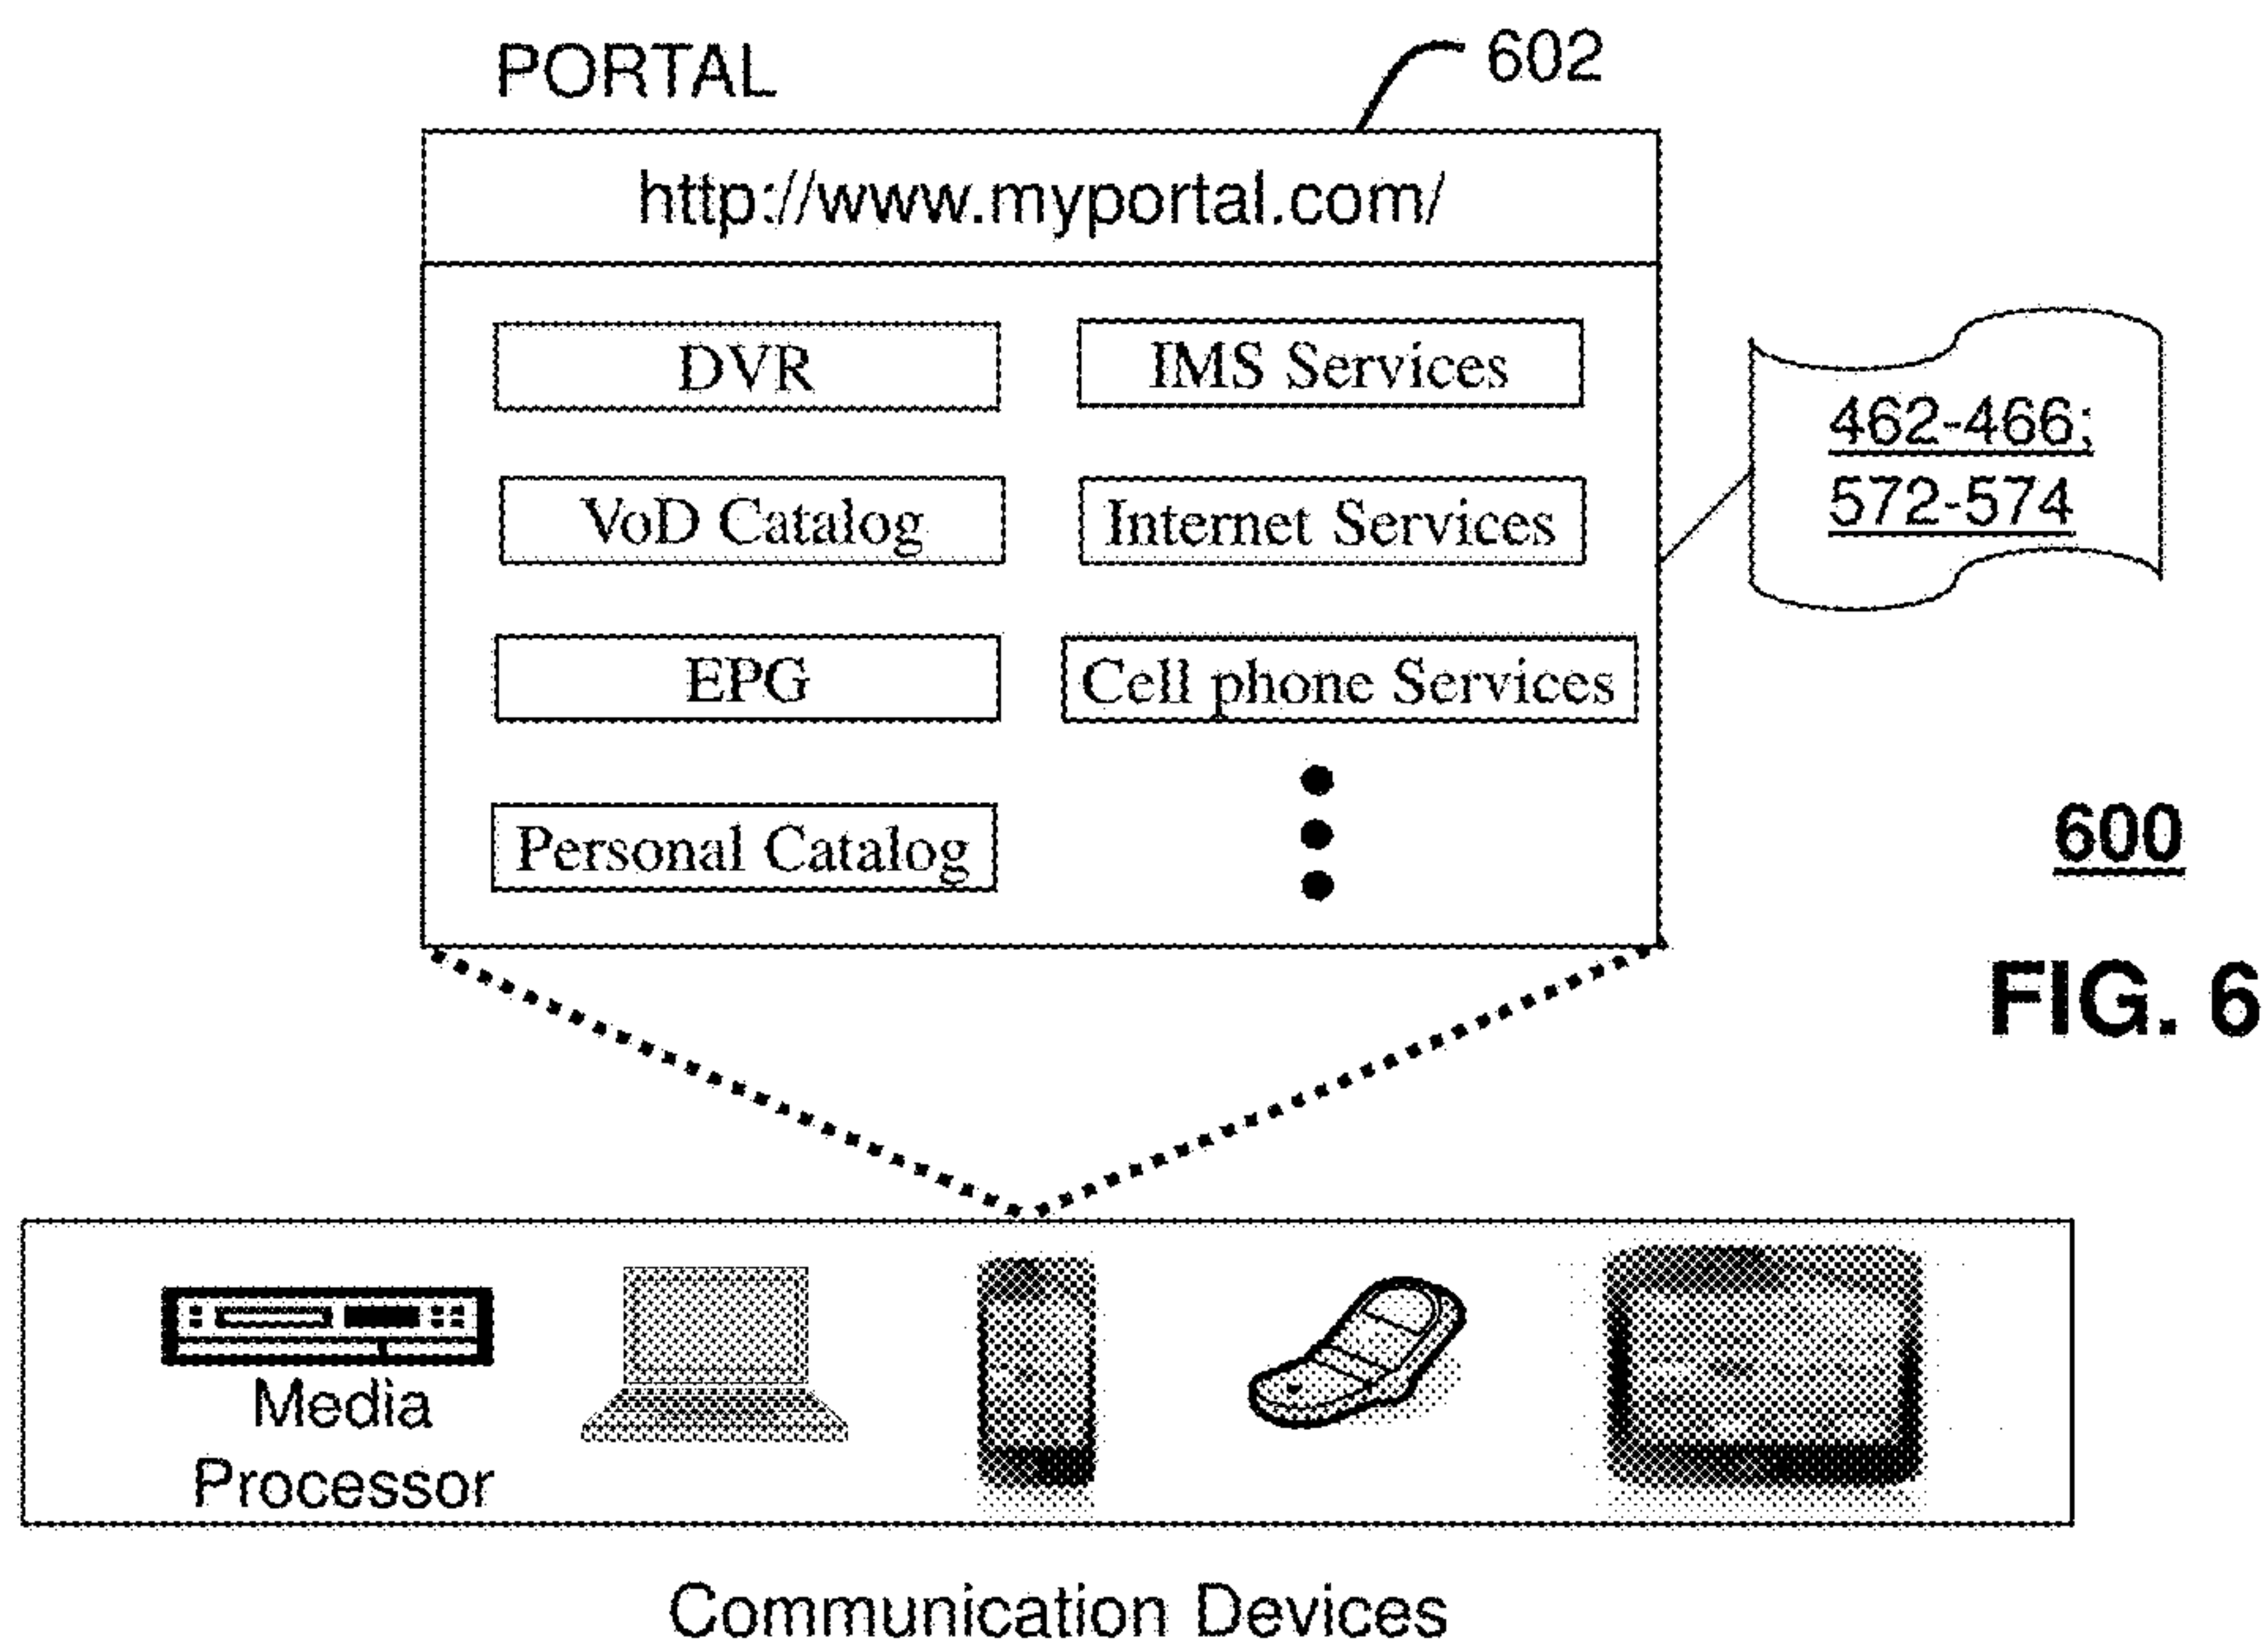 PORTAL
602
http://www.myportal.com/
DVR
IMS Services
462-466;
572-574
VoD Catalog
Internet Services
EPG
Cell phone Services
Personal Catalog
600
FIG. 6
Media
Processor
Communication Devices